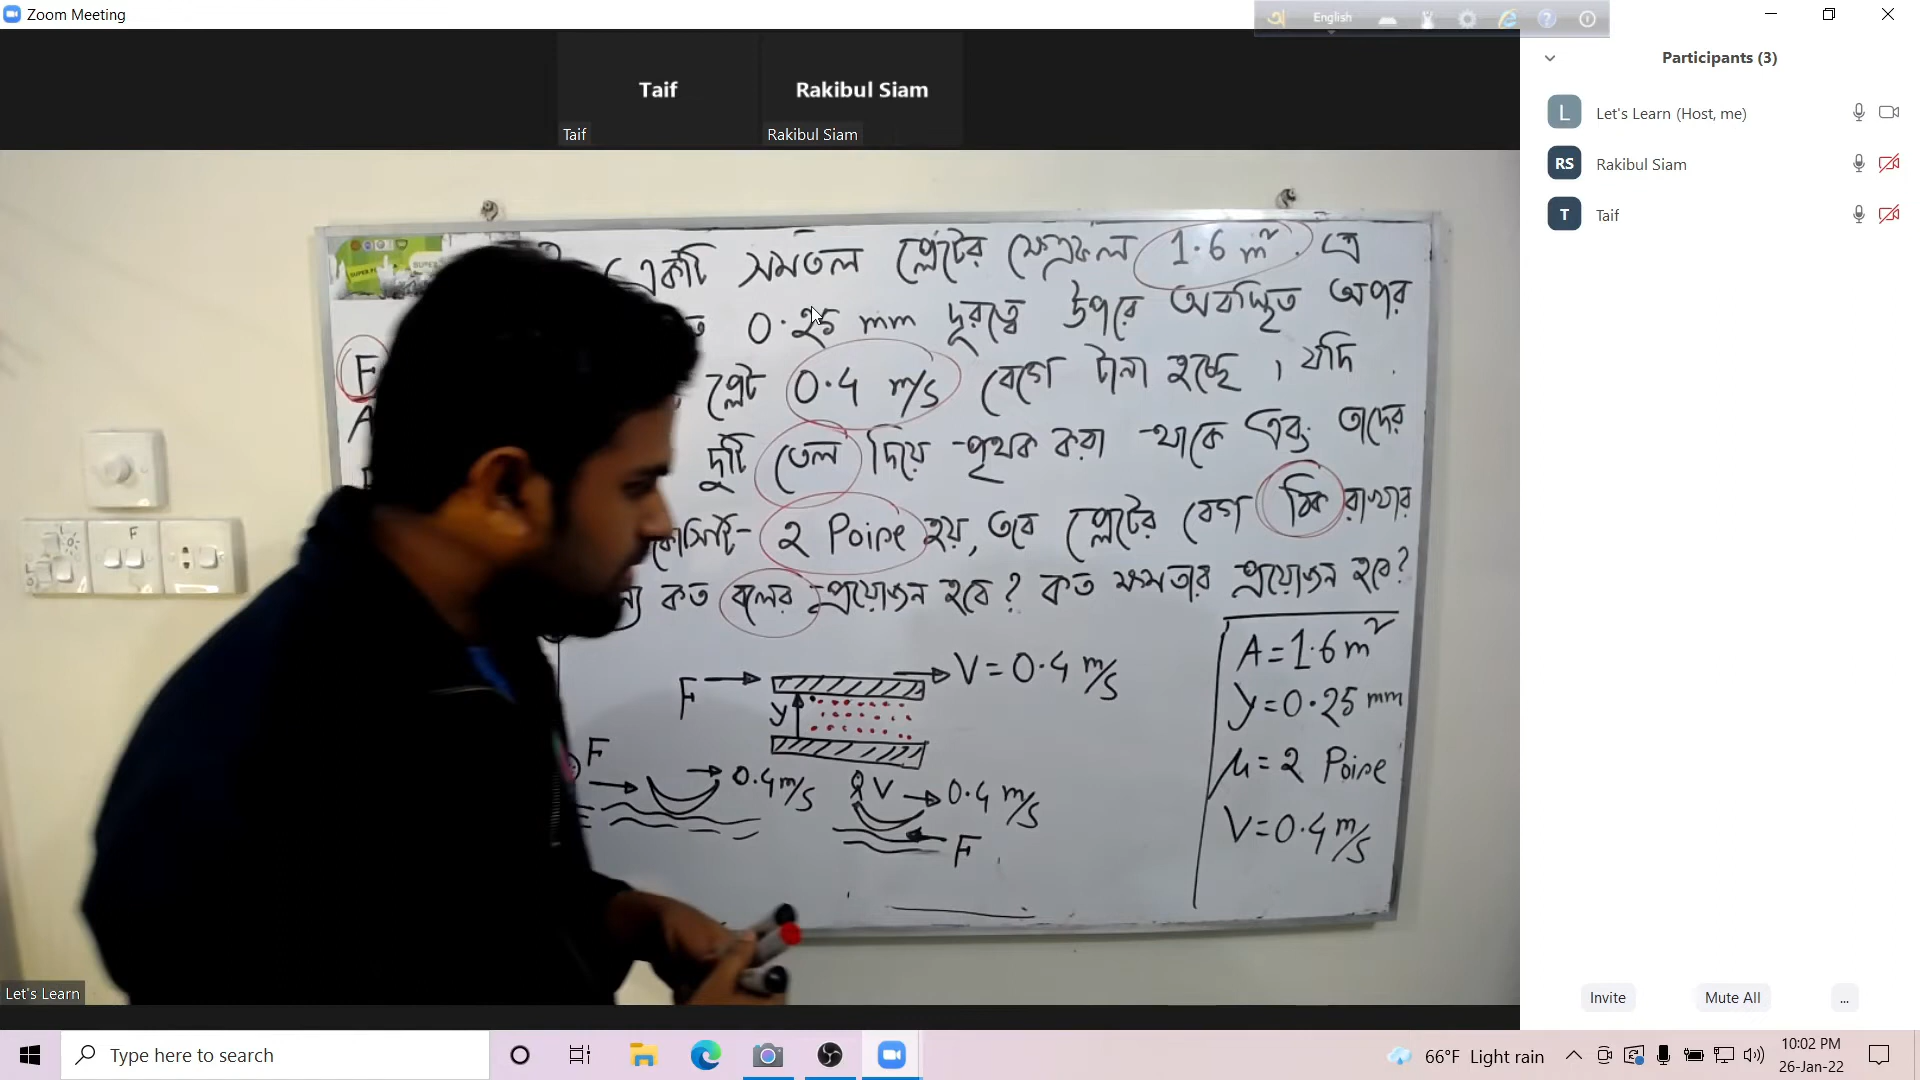 Zoom Meeting
English
Taif
Rakibul Siam
Taif
Rakibul Siam
Participants (3)
L Let's Learn (Host, me)
RS Rakibul Siam
T Taif
একটি সমতল প্লেটের ক্ষেত্রফল 1.6 m². এ
0.২5 mm দূরত্বে উপরে অবস্থিত অপর
প্লেট 0.4 m/s বেগে টানা হচ্ছে। যদি
দুটি তেল দিয়ে পৃথক করা থাকে এবং তাদের
২ Poise হয়, তবে প্লেটের বেগ ঠিক রাখার
কত বলের প্রয়োজন হবে? কত ক্ষমতার প্রয়োজন হবে?
F
A
F
V = 0.4 m/s
y
F
0.4 m/s
V
0.4 m/s
F
A = 1.6 m²
y = 0.25 mm
μ = ২ Poise
V = 0.4 m/s
Let's Learn
Invite
Mute All
...
Type here to search
66°F Light rain
10:02 PM
26-Jan-22